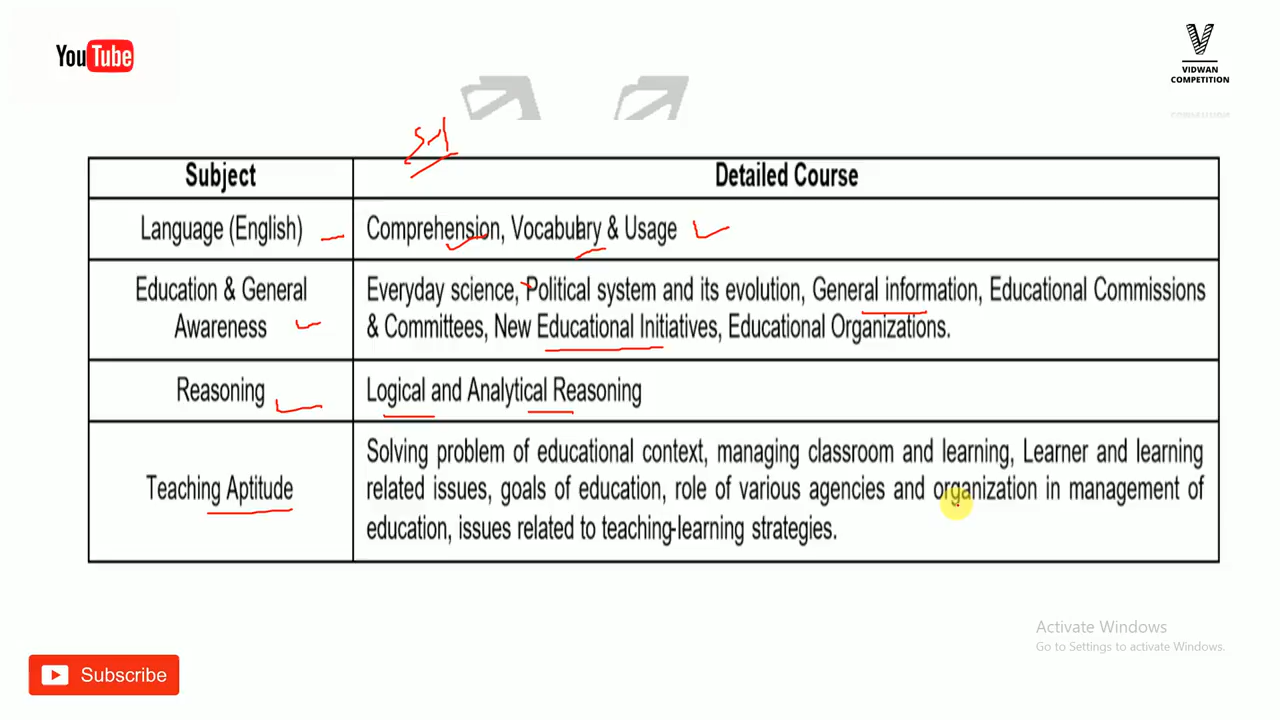 YouTube
VIDWAN
COMPETITION
S-1
Subject
Detailed Course
Language (English)
Comprehension, Vocabulary & Usage
Education & General
Awareness
Everyday science, Political system and its evolution, General information, Educational Commissions
& Committees, New Educational Initiatives, Educational Organizations.
Reasoning
Logical and Analytical Reasoning
Teaching Aptitude
Solving problem of educational context, managing classroom and learning, Learner and learning
related issues, goals of education, role of various agencies and organization in management of
education, issues related to teaching-learning strategies.
Activate Windows
Go to Settings to activate Windows.
Subscribe